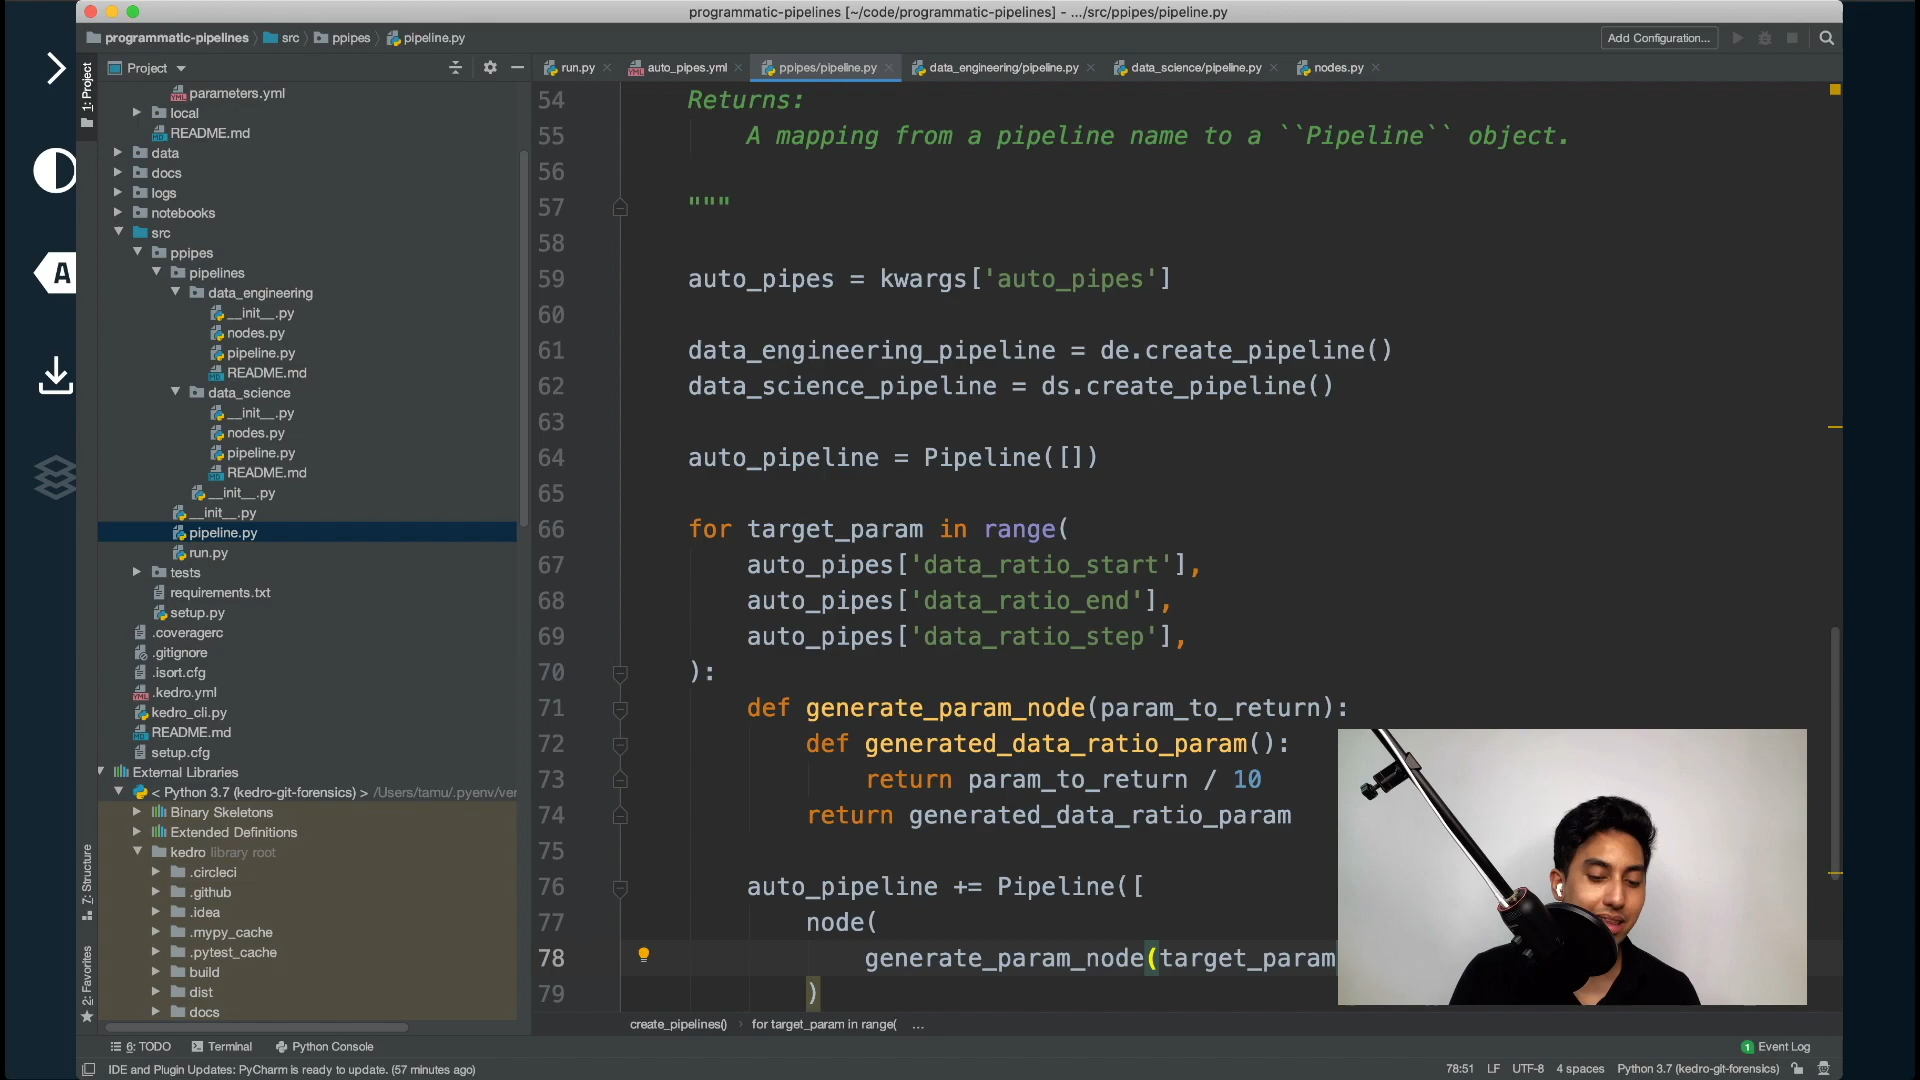 programmatic-pipelines [~/code/programmatic-pipelines] - .../src/ppipes/pipeline.py
programmatic-pipelines src ppipes pipeline.py
Add Configuration...
1: Project
Project
run.py auto_pipes.yml ppipes/pipeline.py data_engineering/pipeline.py data_science/pipeline.py nodes.py
parameters.yml
local
README.md
data
docs
logs
notebooks
src
ppipes
pipelines
data_engineering
__init__.py
nodes.py
pipeline.py
README.md
data_science
__init__.py
nodes.py
pipeline.py
README.md
__init__.py
__init__.py
pipeline.py
run.py
tests
requirements.txt
setup.py
.coveragerc
.gitignore
.isort.cfg
.kedro.yml
kedro_cli.py
README.md
setup.cfg
External Libraries
< Python 3.7 (kedro-git-forensics) > /Users/tamu/.pyenv/ver
Binary Skeletons
Extended Definitions
kedro library root
.circleci
.github
.idea
.mypy_cache
.pytest_cache
build
dist
docs
A
7: Structure
2: Favorites
54 Returns:
55 A mapping from a pipeline name to a ``Pipeline`` object.
56
57 """
58
59 auto_pipes = kwargs['auto_pipes']
60
61 data_engineering_pipeline = de.create_pipeline()
62 data_science_pipeline = ds.create_pipeline()
63
64 auto_pipeline = Pipeline([])
65
66 for target_param in range(
67 auto_pipes['data_ratio_start'],
68 auto_pipes['data_ratio_end'],
69 auto_pipes['data_ratio_step'],
70 ):
71 def generate_param_node(param_to_return):
72 def generated_data_ratio_param():
73 return param_to_return / 10
74 return generated_data_ratio_param
75
76 auto_pipeline += Pipeline([
77 node(
78 generate_param_node(target_param
79 )
create_pipelines() for target_param in range( ...
6: TODO Terminal Python Console 1 Event Log
IDE and Plugin Updates: PyCharm is ready to update. (57 minutes ago) 78:51 LF UTF-8 4 spaces Python 3.7 (kedro-git-forensics)